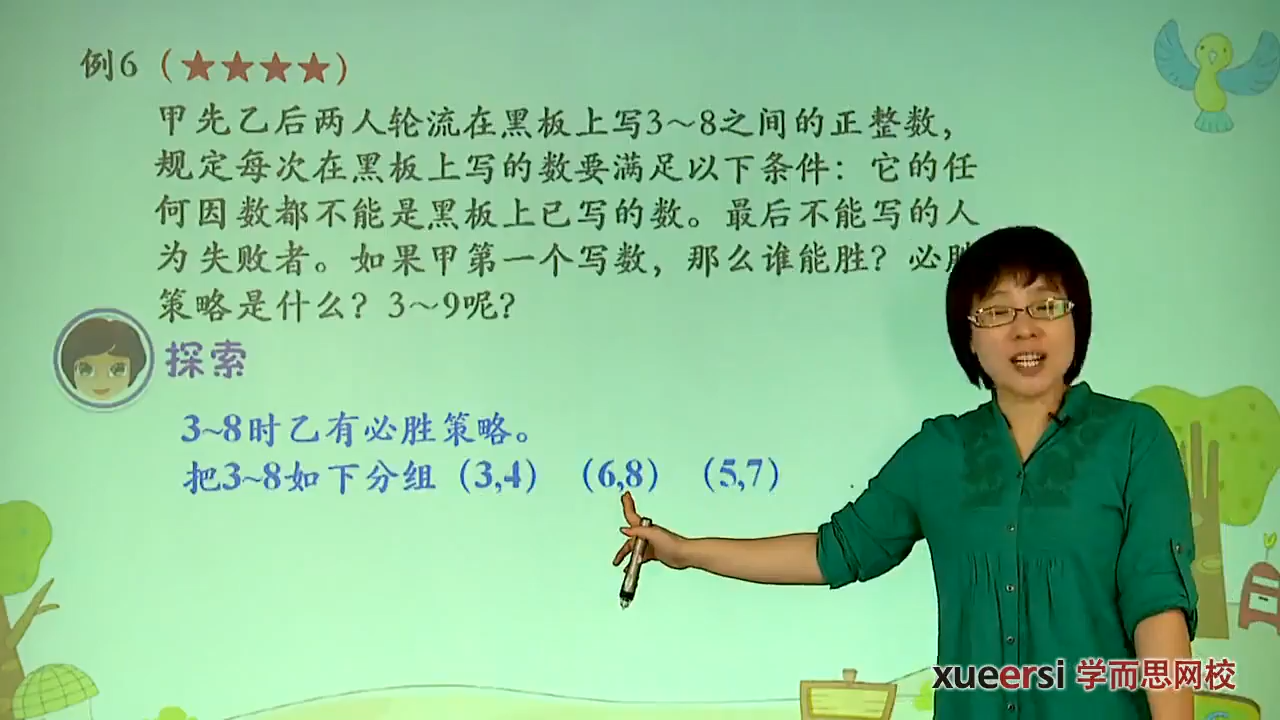 例6（★★★★）
甲先乙后两人轮流在黑板上写3～8之间的正整数，
规定每次在黑板上写的数要满足以下条件：它的任
何因数都不能是黑板上已写的数。最后不能写的人
为失败者。如果甲第一个写数，那么谁能胜？必胜
策略是什么？3～9呢？
探索
3~8时乙有必胜策略。
把3~8如下分组（3,4）（6,8）（5,7）
xueersi 学而思网校